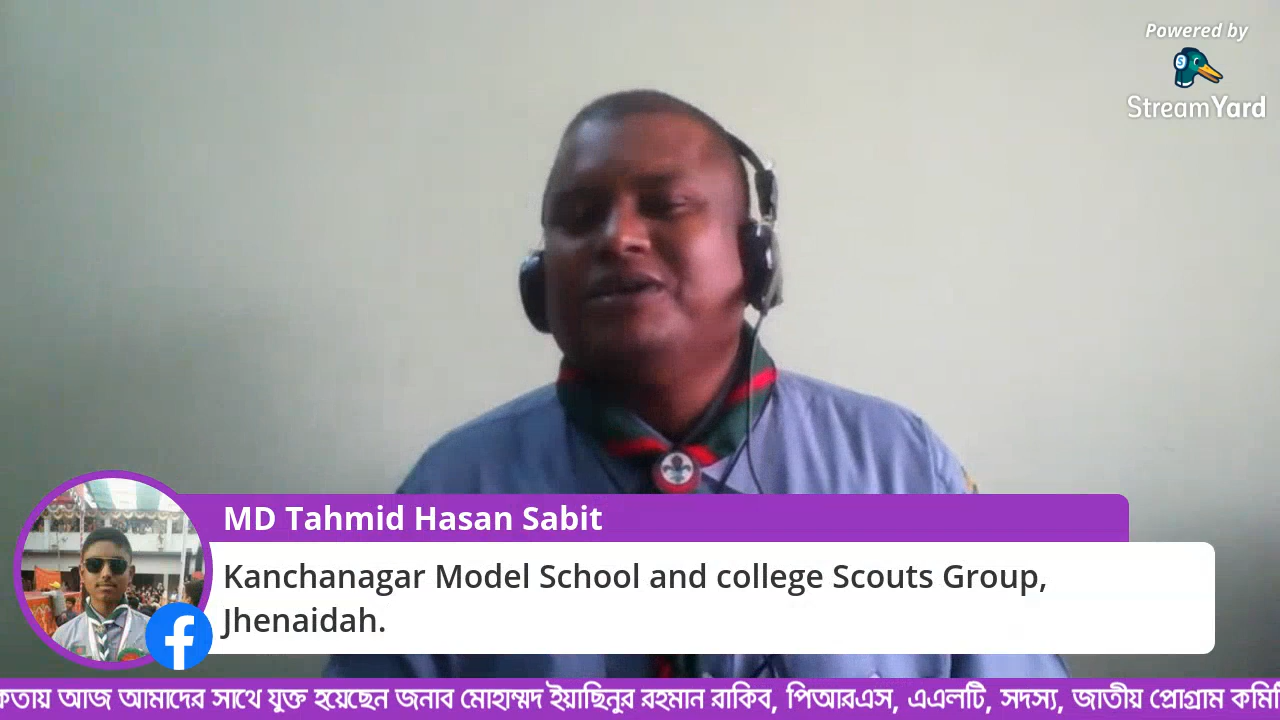 Powered by
StreamYard
MD Tahmid Hasan Sabit
Kanchanagar Model School and college Scouts Group,
Jhenaidah.
আজ আমাদের সাথে যুক্ত হয়েছেন জনাব মোহাম্মদ ইয়াছিনুর রহমান রাকিব, পিআরএস, এএলটি, সদস্য, জাতীয় প্রোগ্রাম